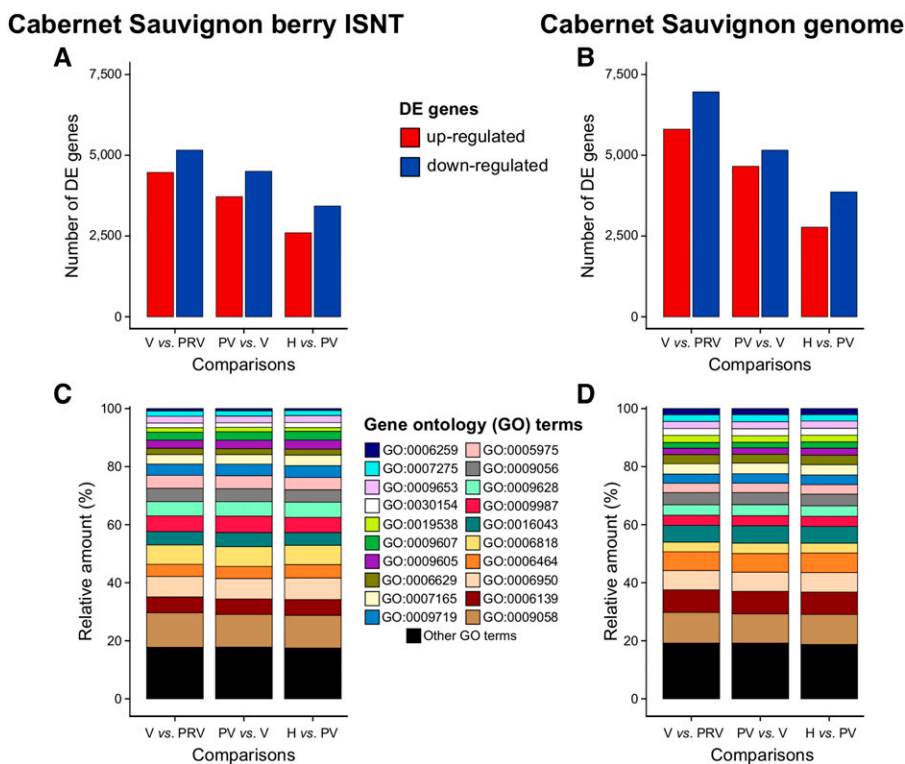 Cabernet Sauvignon berry ISNT
Cabernet Sauvignon genome
A
7,500
5,000
2,500
0
Number of DE genes
V vs. PRV
PV vs. V
H vs. PV
Comparisons
DE genes
up-regulated
down-regulated
B
7,500
5,000
2,500
0
Number of DE genes
V vs. PRV
PV vs. V
H vs. PV
Comparisons
C
100
80
60
40
20
0
Relative amount (%)
V vs. PRV
PV vs. V
H vs. PV
Comparisons
Gene ontology (GO) terms
GO:0006259
GO:0005975
GO:0007275
GO:0009056
GO:0009653
GO:0009628
GO:0030154
GO:0009987
GO:0019538
GO:0016043
GO:0009607
GO:0006818
GO:0009605
GO:0006464
GO:0006629
GO:0006950
GO:0007165
GO:0006139
GO:0009719
GO:0009058
Other GO terms
D
100
80
60
40
20
0
Relative amount (%)
V vs. PRV
PV vs. V
H vs. PV
Comparisons